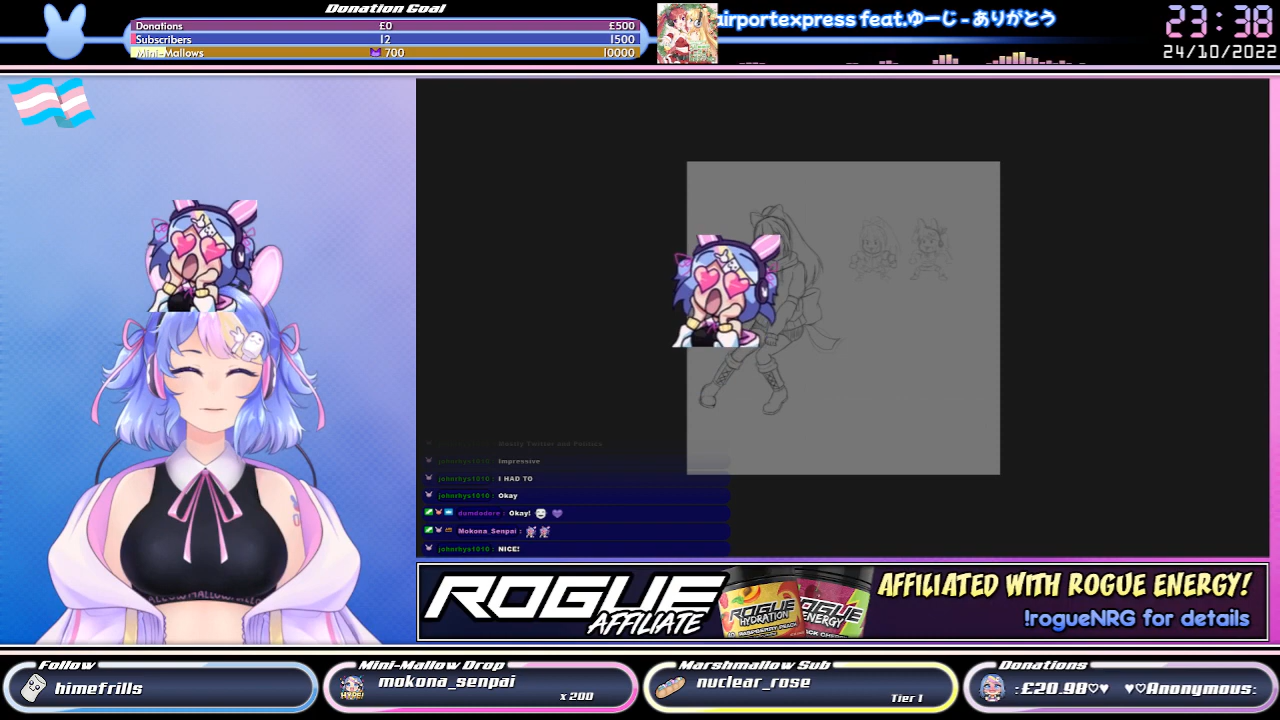 Donation Goal
Donations £0 £500
Subscribers 12 1500
Mini-Mallows 700 10000
airportexpress feat.ゆーじ - ありがとう
23:38
24/10/2022
johnrhys1010 : Impressive
johnrhys1010 : I HAD TO
johnrhys1010 : Okay
dumdodore : Okay!
Mokona_Senpai :
johnrhys1010 : NICE!
ROGUE
AFFILIATE
ROGUE
HYDRATION
ROGUE
ENERGY
AFFILIATED WITH ROGUE ENERGY!
!rogueNRG for details
Follow
himefrills
Mini-Mallow Drop
mokona_senpai
x 200
Marshmallow Sub
nuclear_rose
Tier 1
Donations
:£20.98♡♥ ♥♡Anonymous: